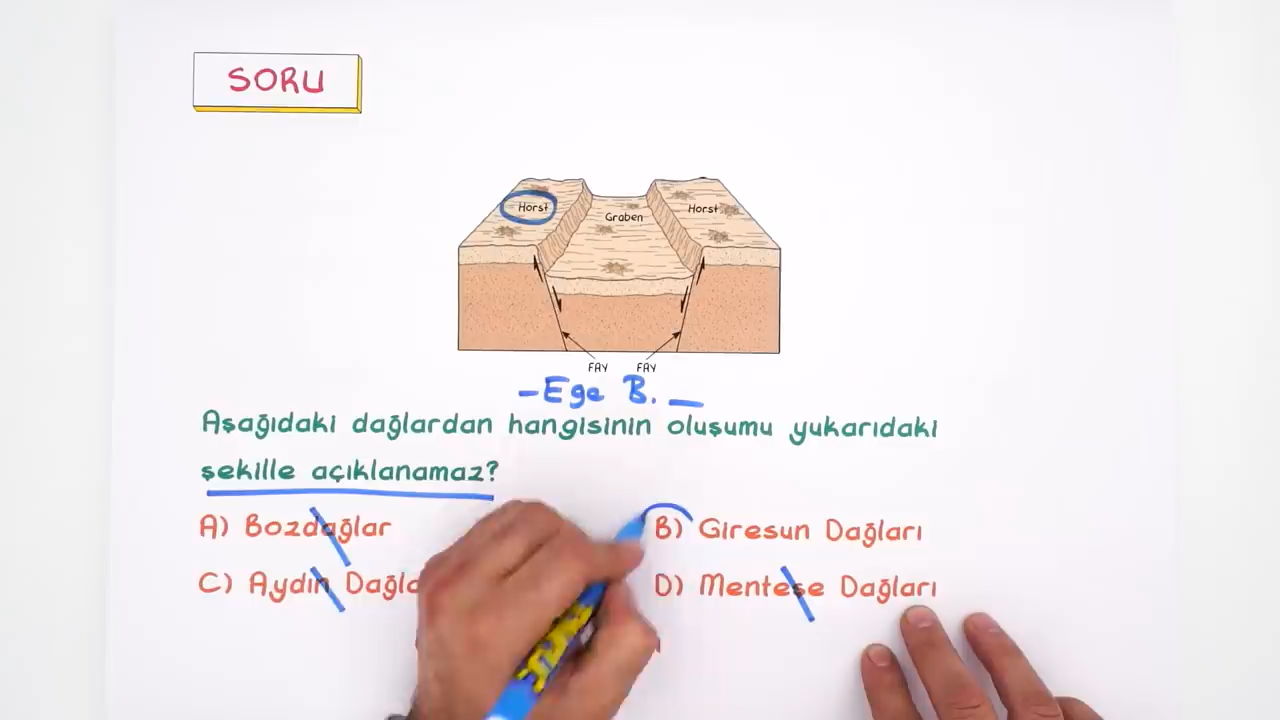 SORU
Horst
Graben
Horst
FAY FAY
-Ege B. _
Aşağıdaki dağlardan hangisinin oluşumu yukarıdaki
şekille açıklanamaz?
A) Bozdağlar
B) Giresun Dağları
C) Aydın
D) Menteşe Dağları